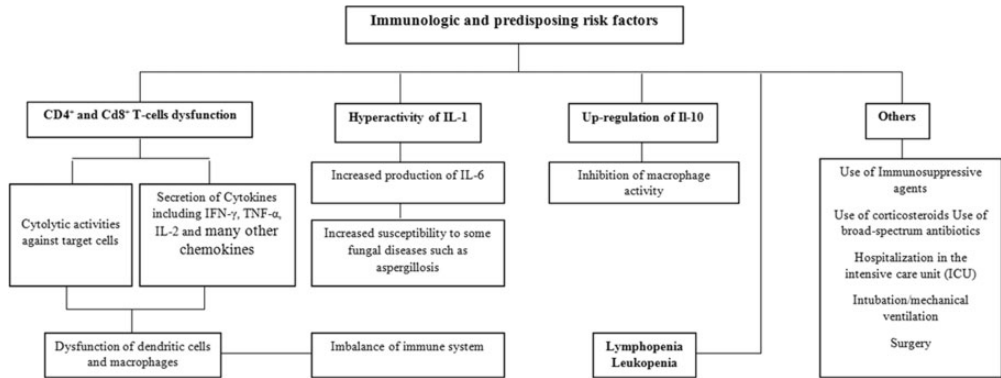 Immunologic and predisposing risk factors
CD4⁺ and Cd8⁺ T-cells dysfunction
Hyperactivity of IL-1
Up-regulation of Il-10
Others
Cytolytic activities
against target cells
Secretion of Cytokines
including IFN-γ, TNF-α,
IL-2 and many other
chemokines
Increased production of IL-6
Increased susceptibility to some
fungal diseases such as
aspergillosis
Inhibition of macrophage
activity
Use of Immunosuppressive
agents
Use of corticosteroids Use of
broad-spectrum antibiotics
Hospitalization in the
intensive care unit (ICU)
Intubation/mechanical
ventilation
Surgery
Dysfunction of dendritic cells
and macrophages
Imbalance of immune system
Lymphopenia
Leukopenia